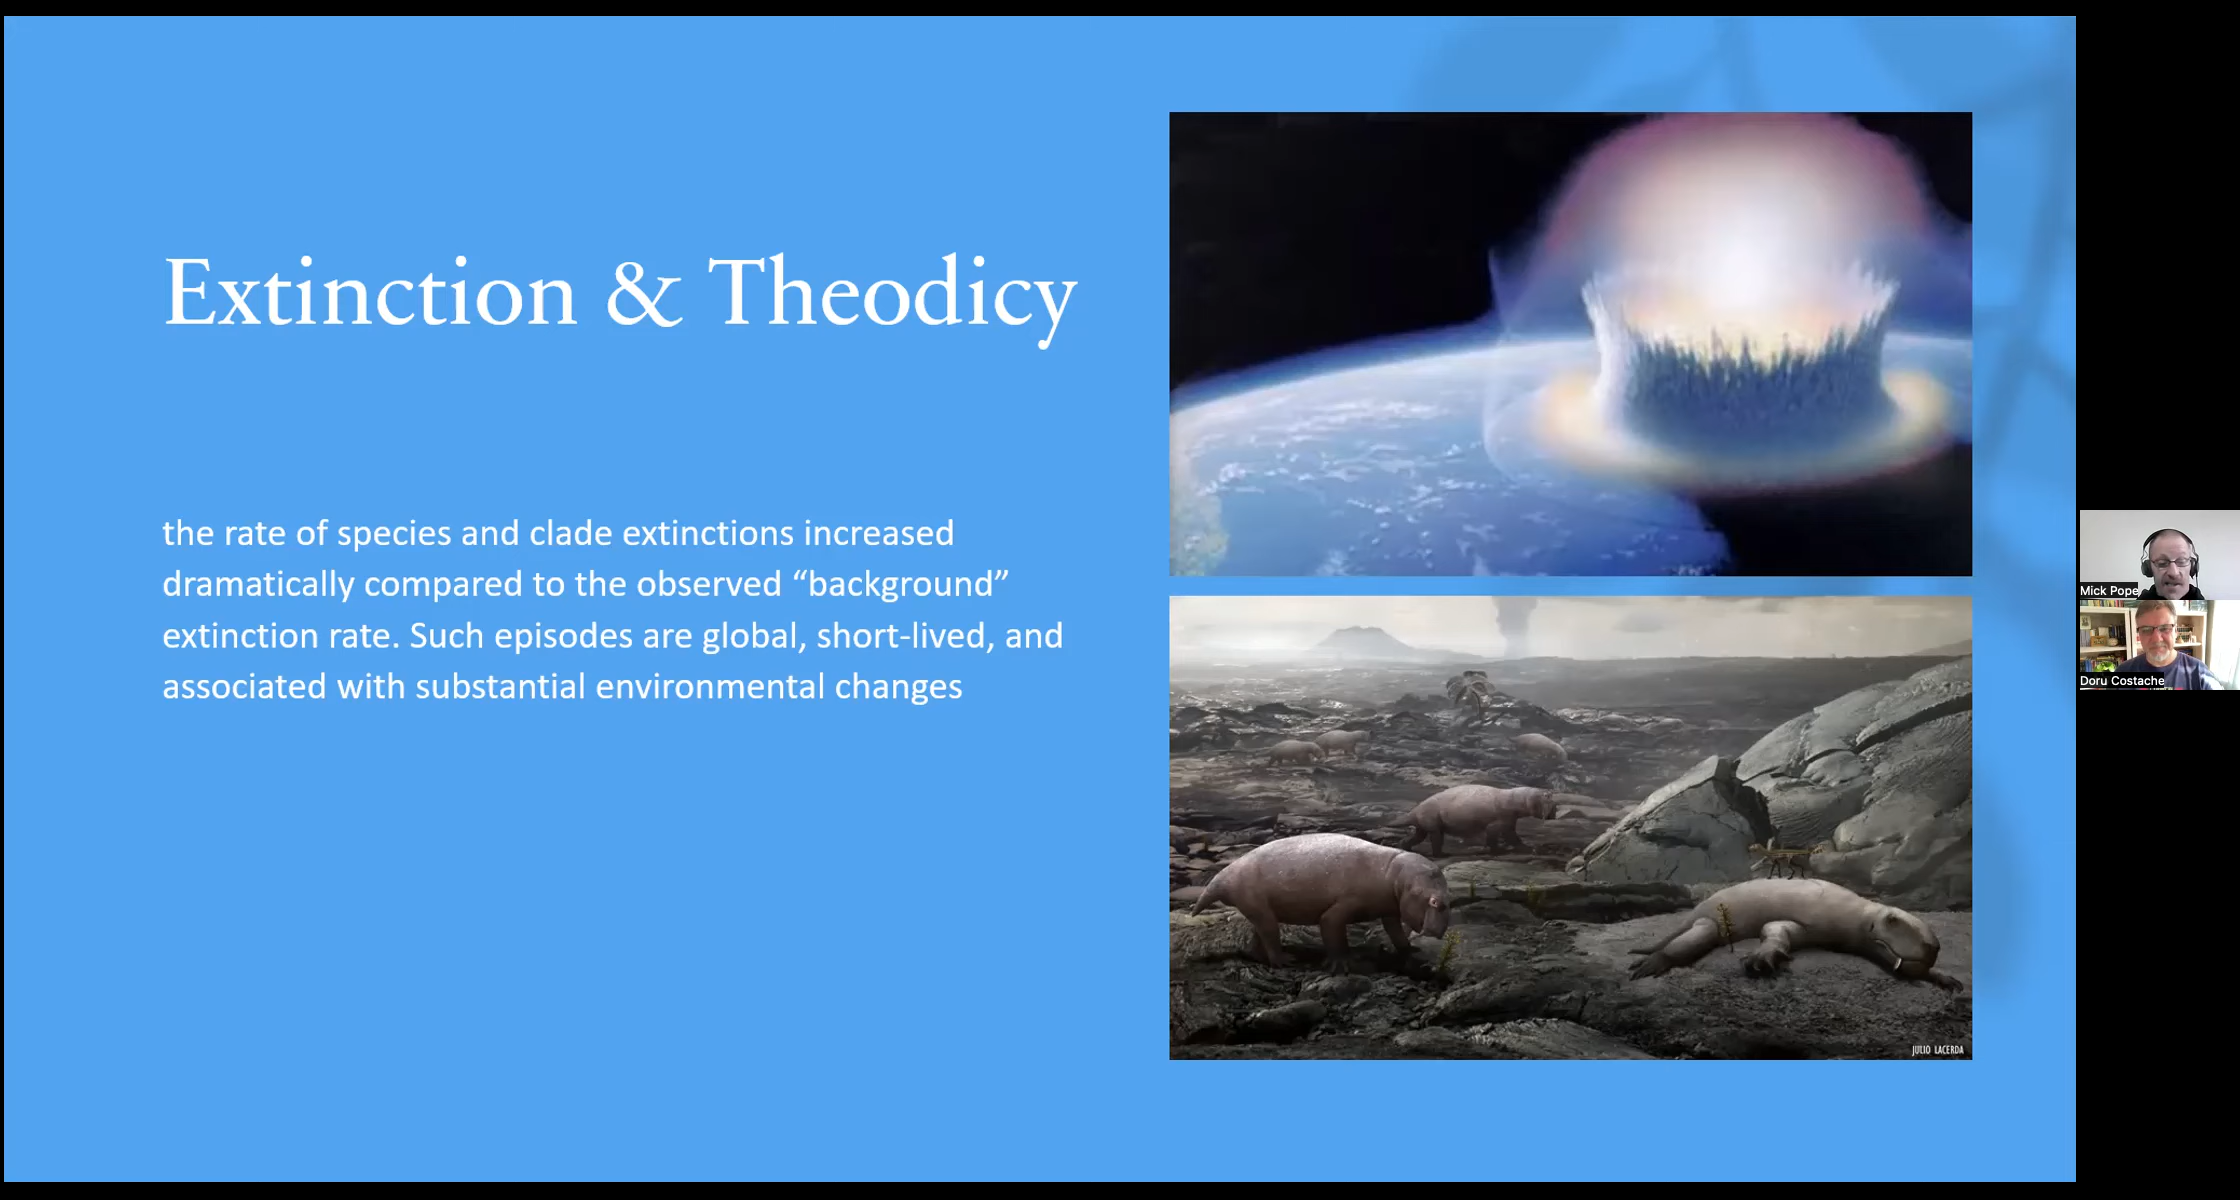 Extinction & Theodicy
the rate of species and clade extinctions increased
dramatically compared to the observed “background”
extinction rate. Such episodes are global, short-lived, and
associated with substantial environmental changes
JULIO LACERDA
Mick Pope
Doru Costache